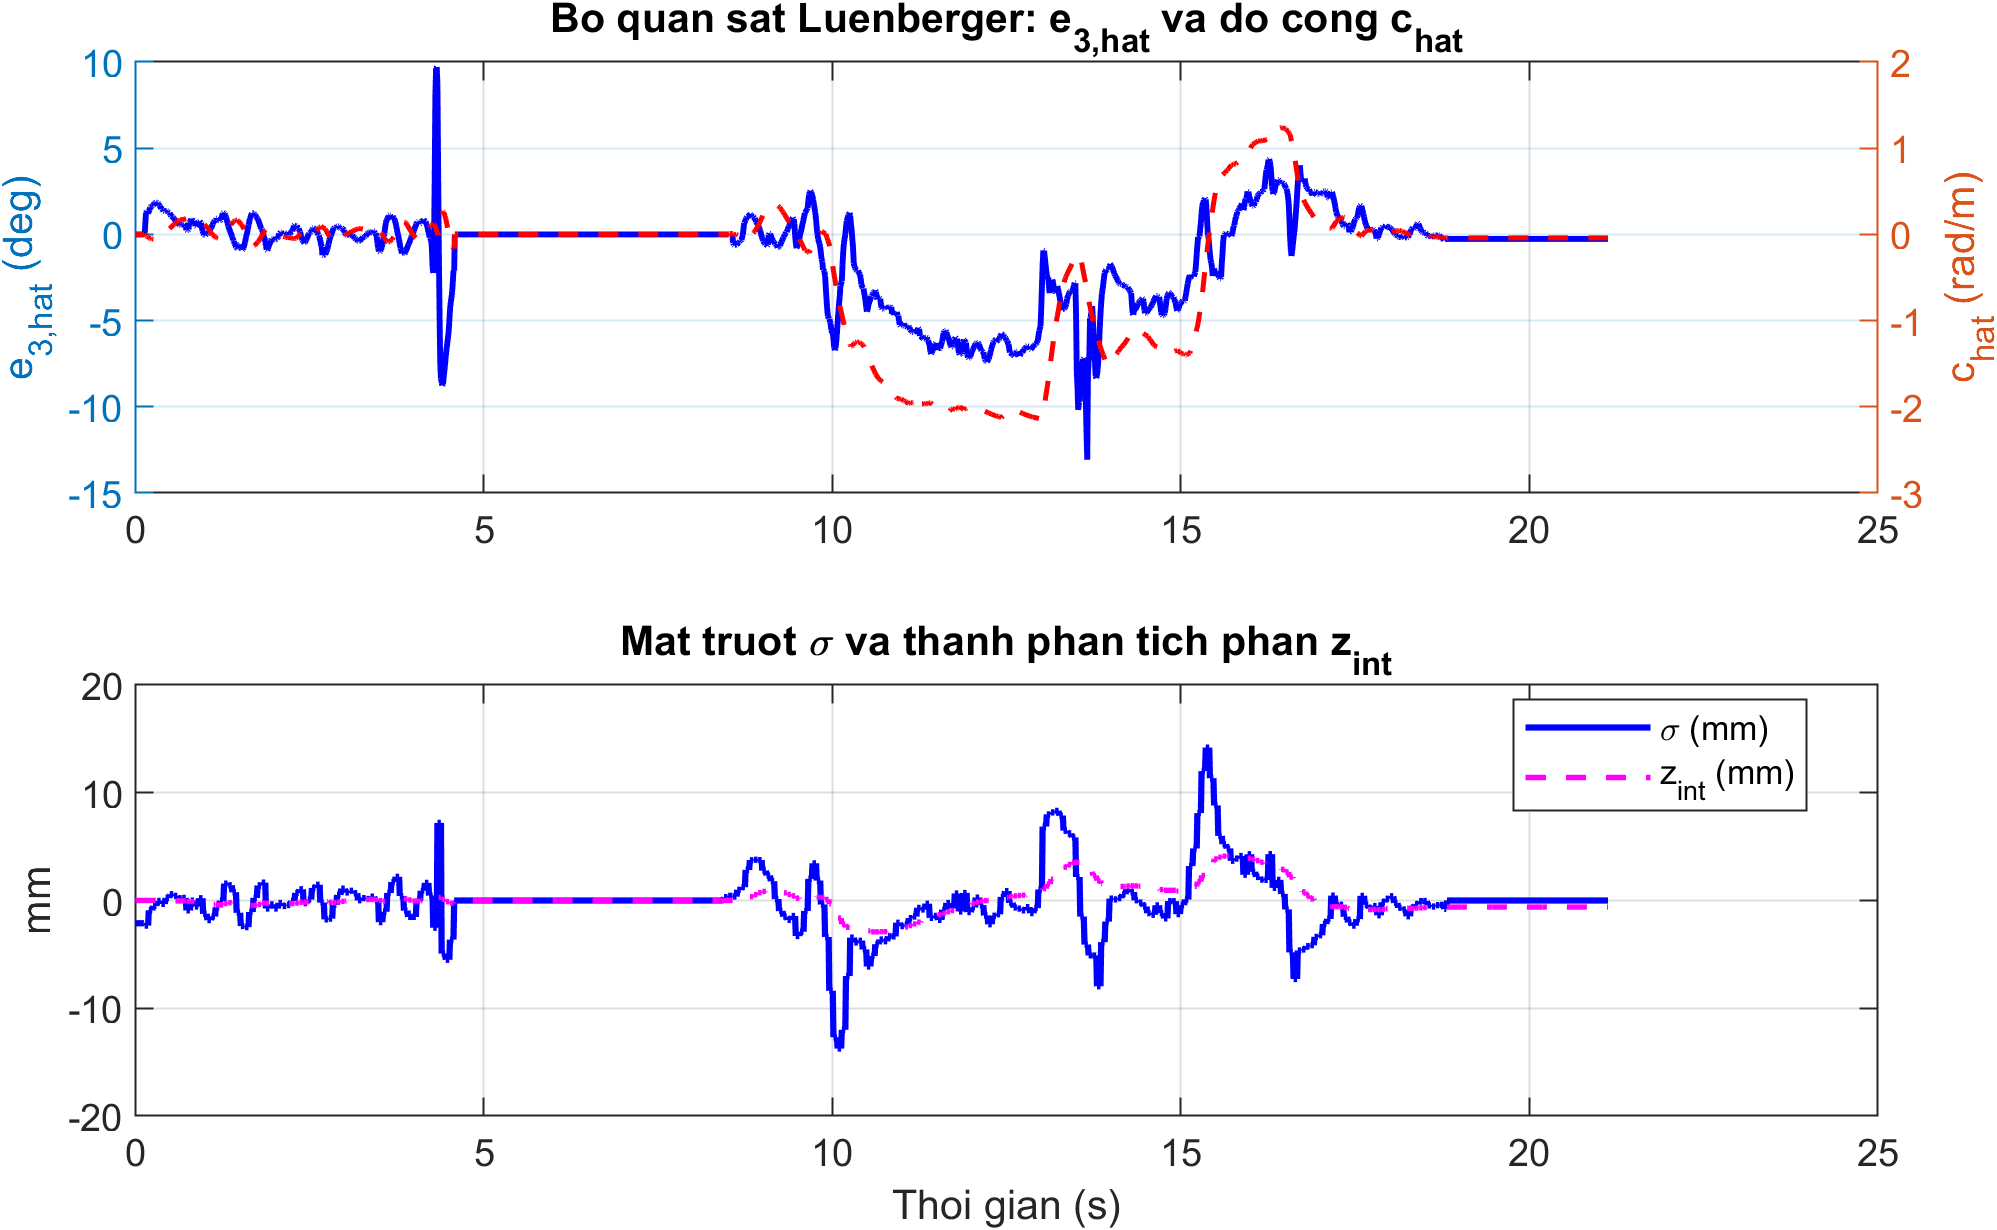 Bo quan sat Luenberger: e3,hat va do cong chat
10
5
0
-5
-10
-15
e3,hat (deg)
2
1
0
-1
-2
-3
chat (rad/m)
0 5 10 15 20 25
Mat truot σ va thanh phan tich phan zint
20
10
0
-10
-20
mm
σ (mm)
zint (mm)
0 5 10 15 20 25
Thoi gian (s)